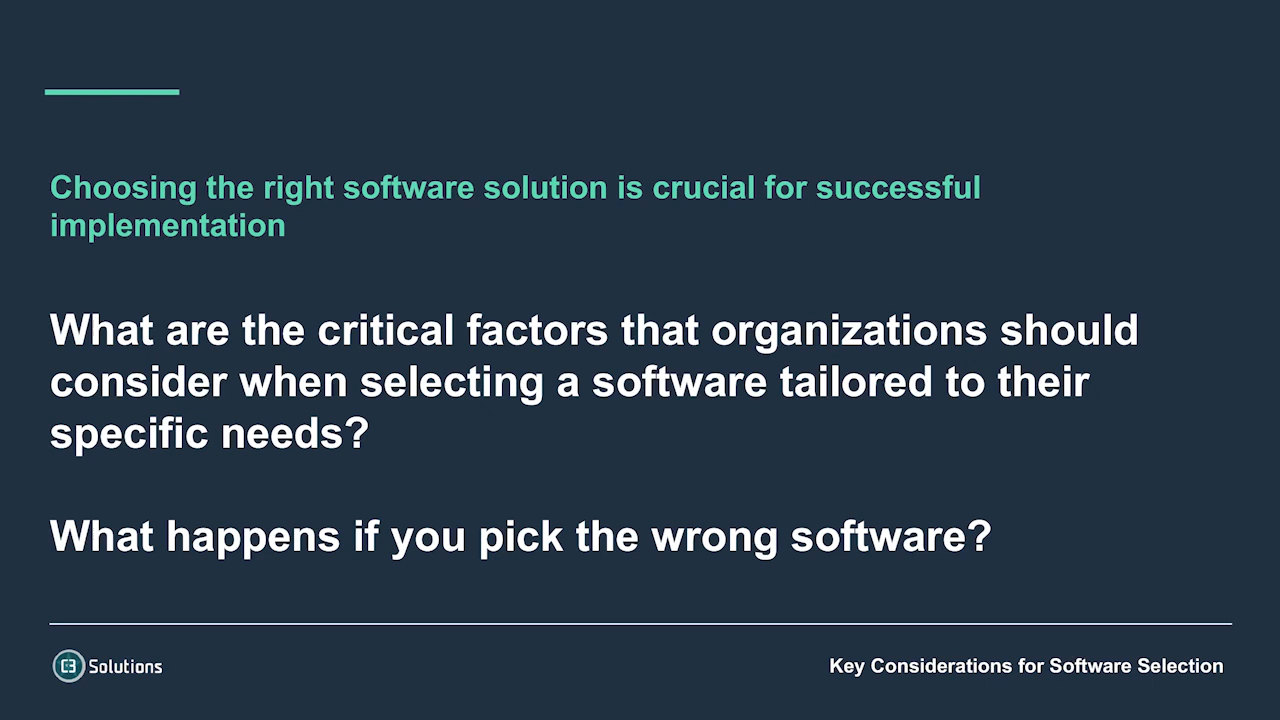 Choosing the right software solution is crucial for successful
implementation
What are the critical factors that organizations should
consider when selecting a software tailored to their
specific needs?
What happens if you pick the wrong software?
C3 Solutions
Key Considerations for Software Selection